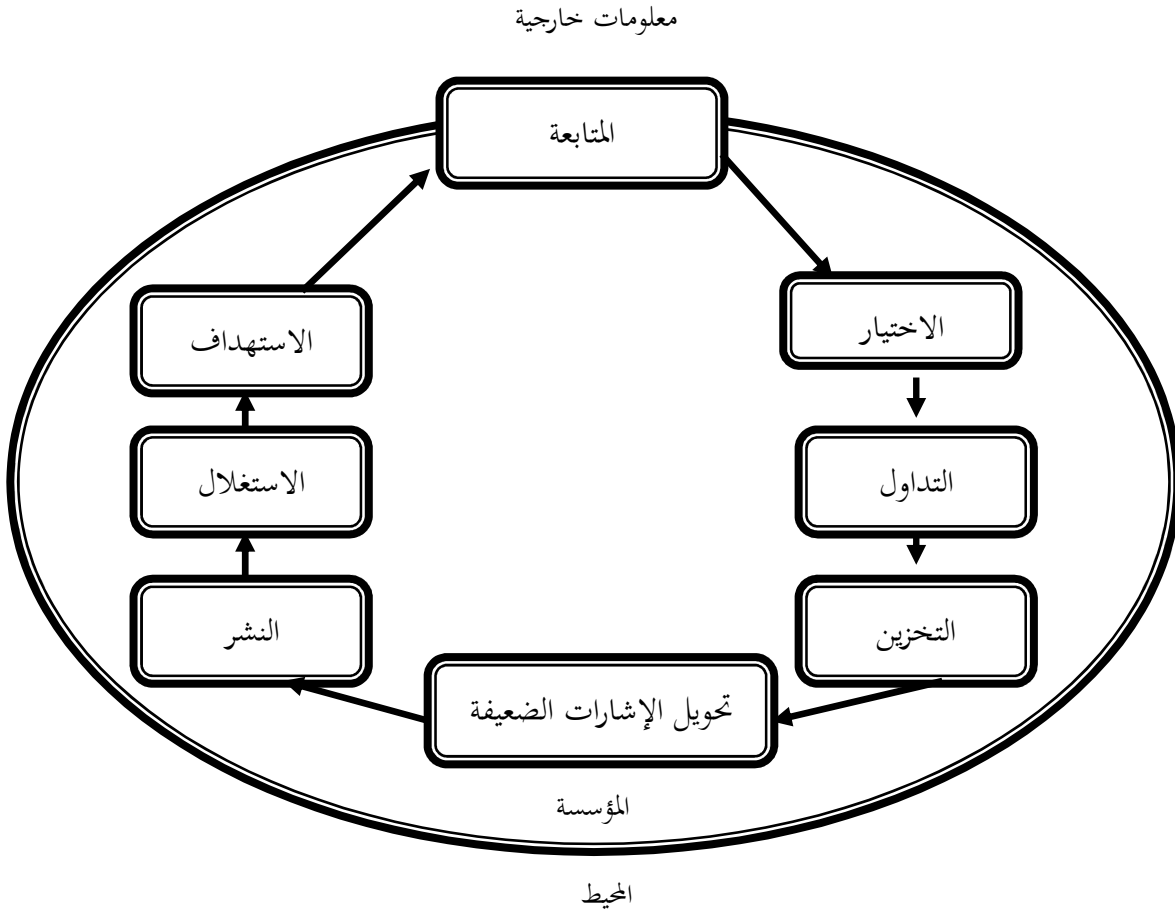 معلومات خارجية
المتابعة
الاختيار
الاستهداف
التداول
الاستغلال
التخزين
النشر
تحويل الإشارات الضعيفة
المؤسسة
المحيط